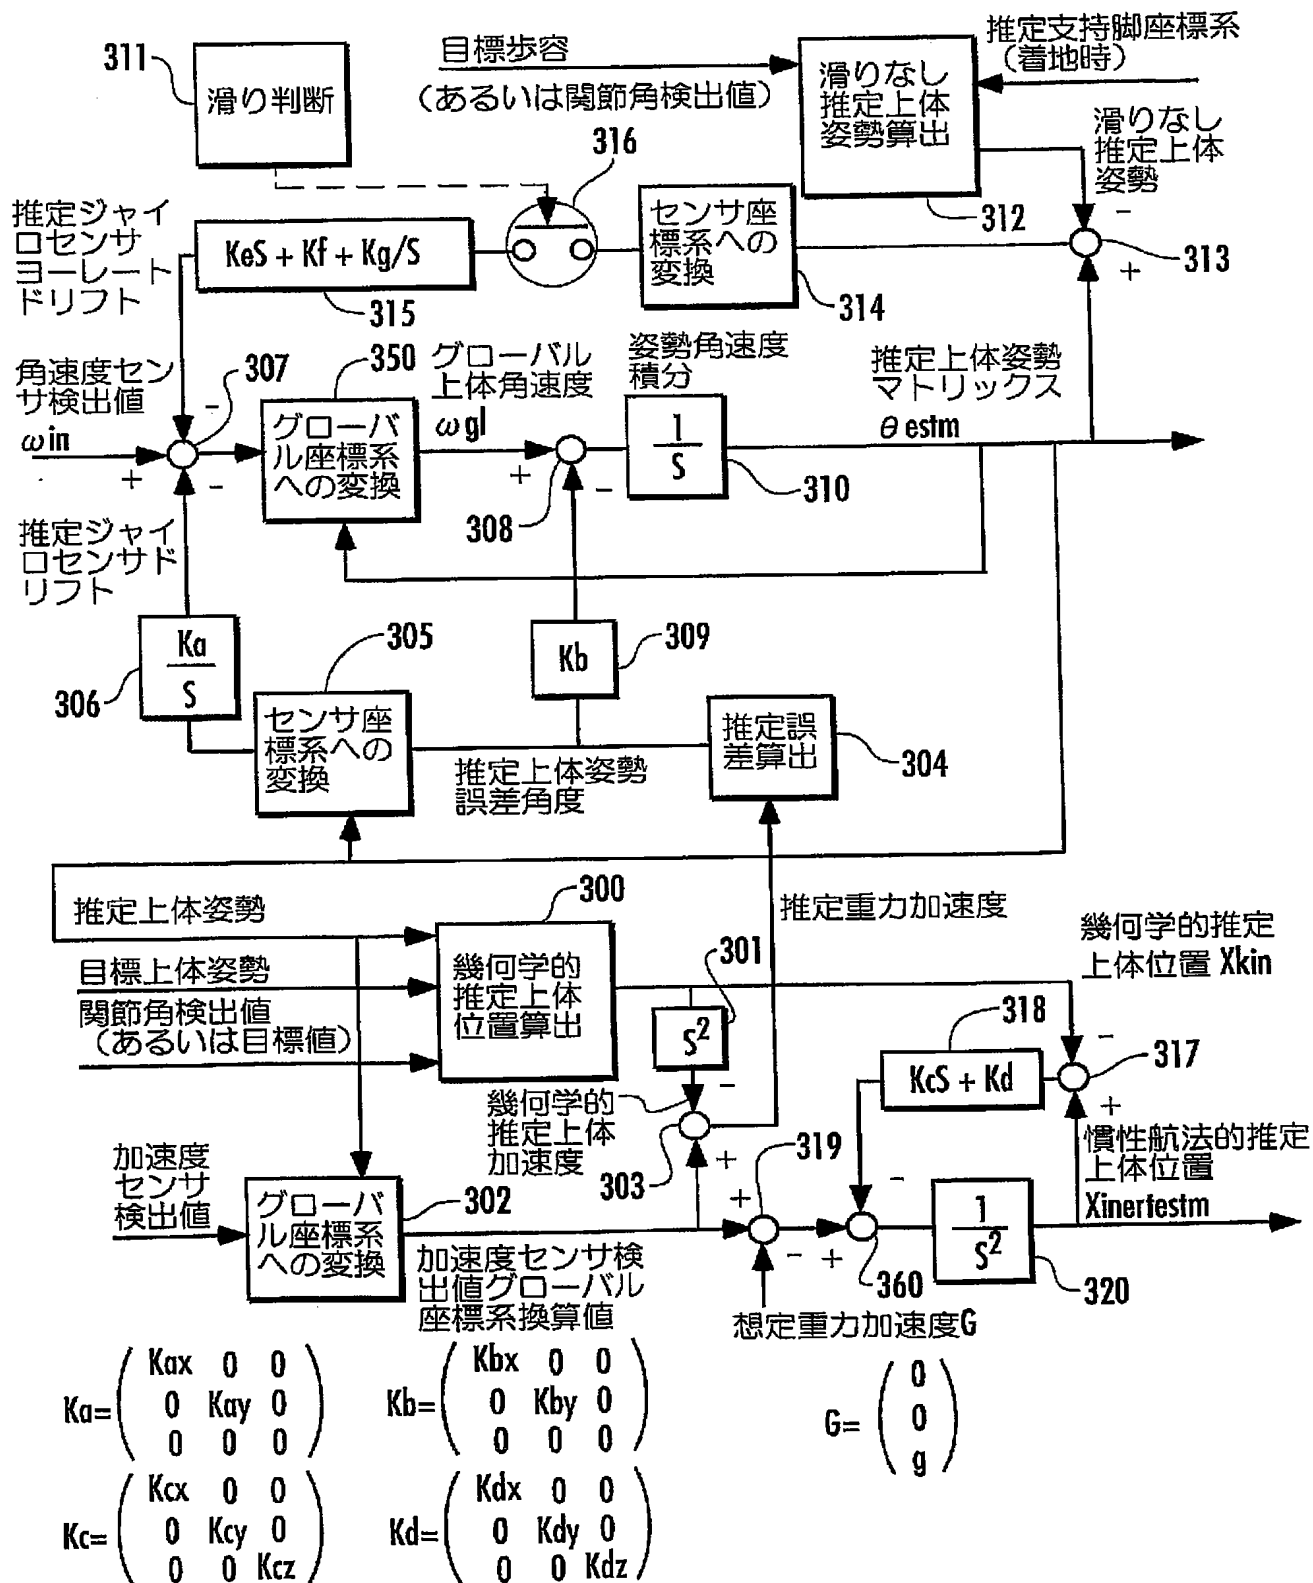 311
滑り判断
目標歩容
(あるいは関節角検出値)
滑りなし
推定上体
姿勢算出
推定支持脚座標系
(着地時)
滑りなし
推定上体
姿勢
316
312
推定ジャイ
ロセンサ
ヨーレート
ドリフト
KeS + Kf + Kg/S
315
センサ座
標系への
変換
314
-
+
313
角速度セン
サ検出値
ωin
307
-
+
-
350
グローバ
ル座標系
への変換
グローバル
上体角速度
ωgl
+
-
308
姿勢角速度
積分
1
S
310
推定上体姿勢
マトリックス
θestm
推定ジャイ
ロセンサド
リフト
Ka
S
306
305
センサ座
標系への
変換
Kb
309
推定上体姿勢
誤差角度
推定誤
差算出
304
推定上体姿勢
目標上体姿勢
関節角検出値
(あるいは目標値)
300
幾何学的
推定上体
位置算出
推定重力加速度
301
S²
-
幾何学的
推定上体
加速度
303
+
幾何学的推定
上体位置 Xkin
318
KcS + Kd
-
317
+
慣性航法的推定
上体位置
Xinertestm
加速度
センサ
検出値
グローバ
ル座標系
への変換
302
加速度センサ検
出値グローバル
座標系換算値
319
+
-
-
+
360
1
S²
320
想定重力加速度G
Ka=
Kax 0 0
0 Kay 0
0 0 0
Kb=
Kbx 0 0
0 Kby 0
0 0 0
G=
0
0
g
Kc=
Kcx 0 0
0 Kcy 0
0 0 Kcz
Kd=
Kdx 0 0
0 Kdy 0
0 0 Kdz